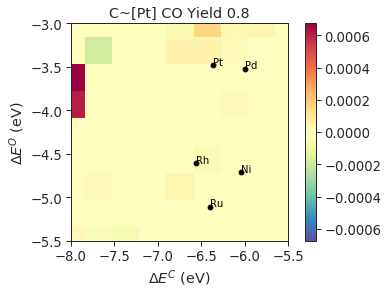 C~[Pt] CO Yield 0.8
−3.0
−3.5
−4.0
−4.5
−5.0
−5.5
ΔE^O (eV)
Pt
Pd
Rh
Ni
Ru
−8.0 −7.5 −7.0 −6.5 −6.0 −5.5
ΔE^C (eV)
0.0006
0.0004
0.0002
0.0000
−0.0002
−0.0004
−0.0006